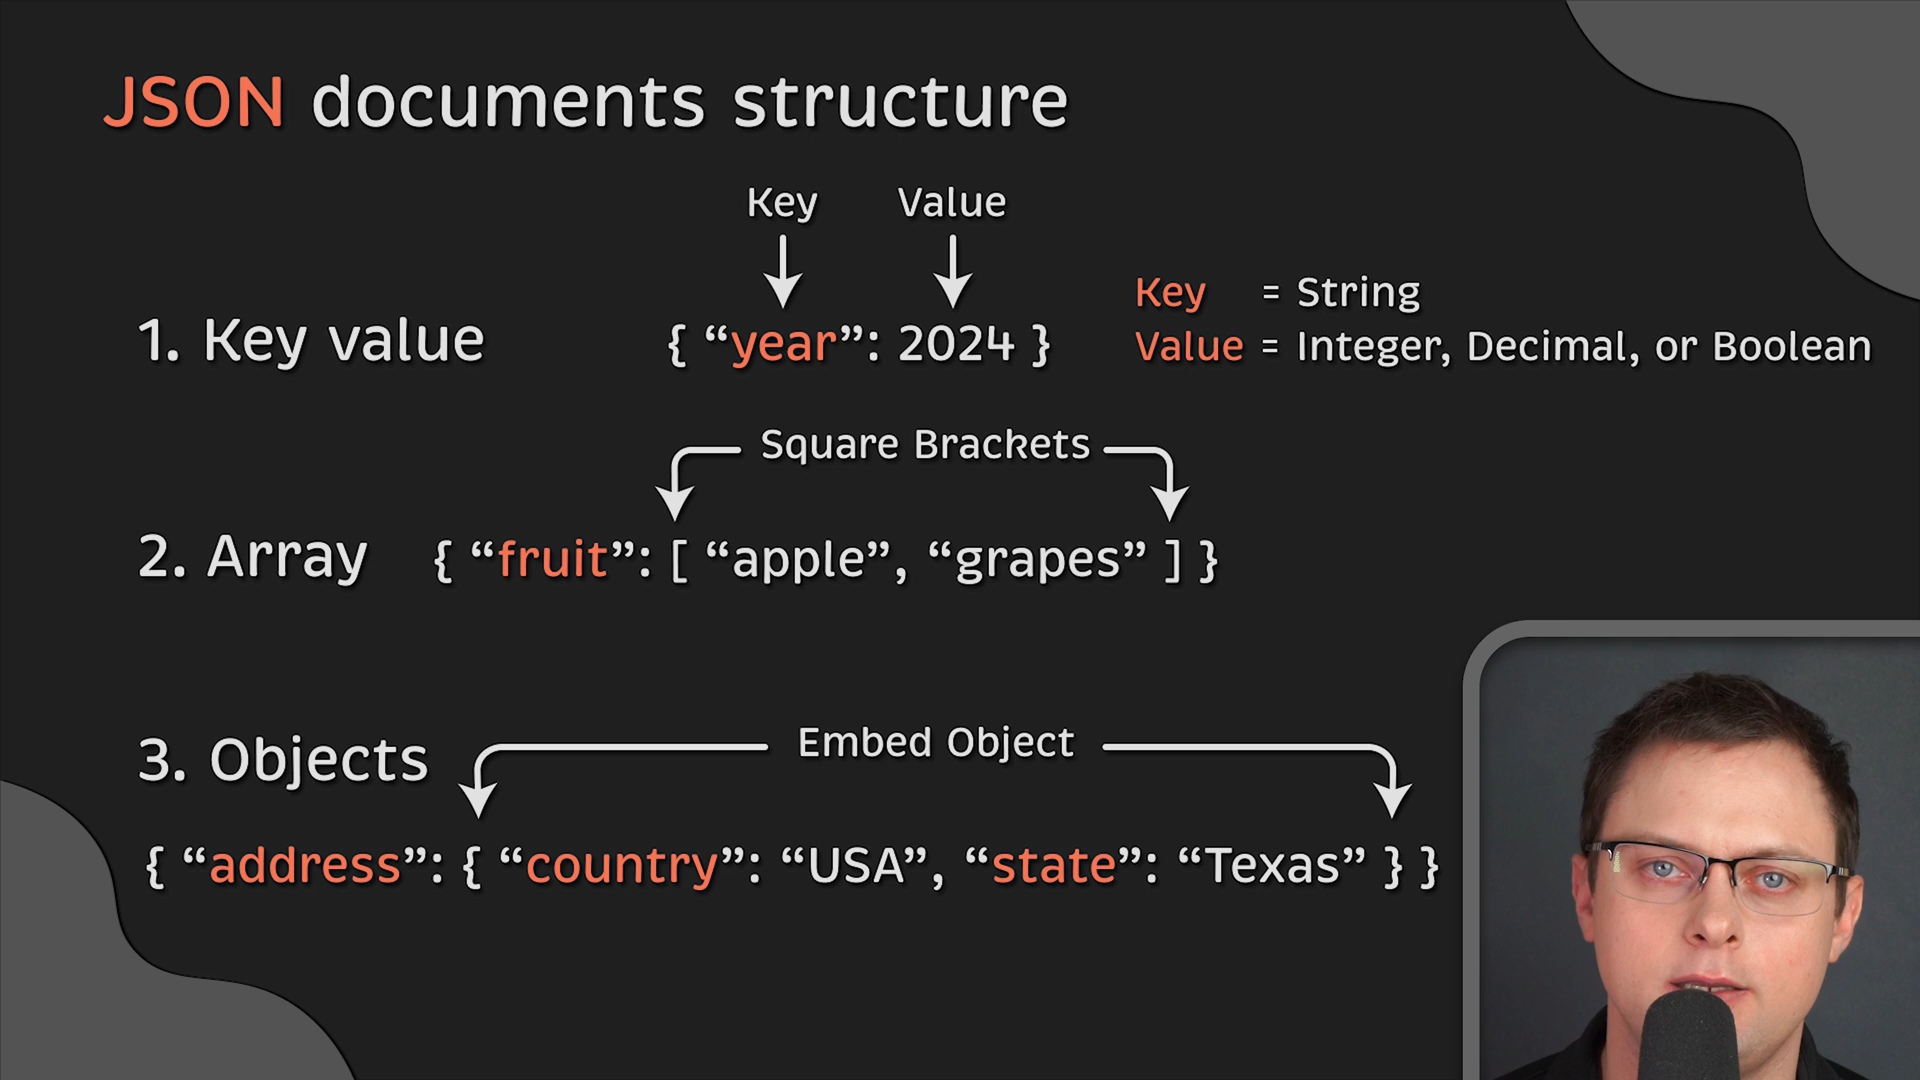 JSON documents structure
Key Value
1. Key value { “year”: 2024 }
Key = String
Value = Integer, Decimal, or Boolean
Square Brackets
2. Array { “fruit”: [ “apple”, “grapes” ] }
Embed Object
3. Objects
{ “address”: { “country”: “USA”, “state”: “Texas” } }